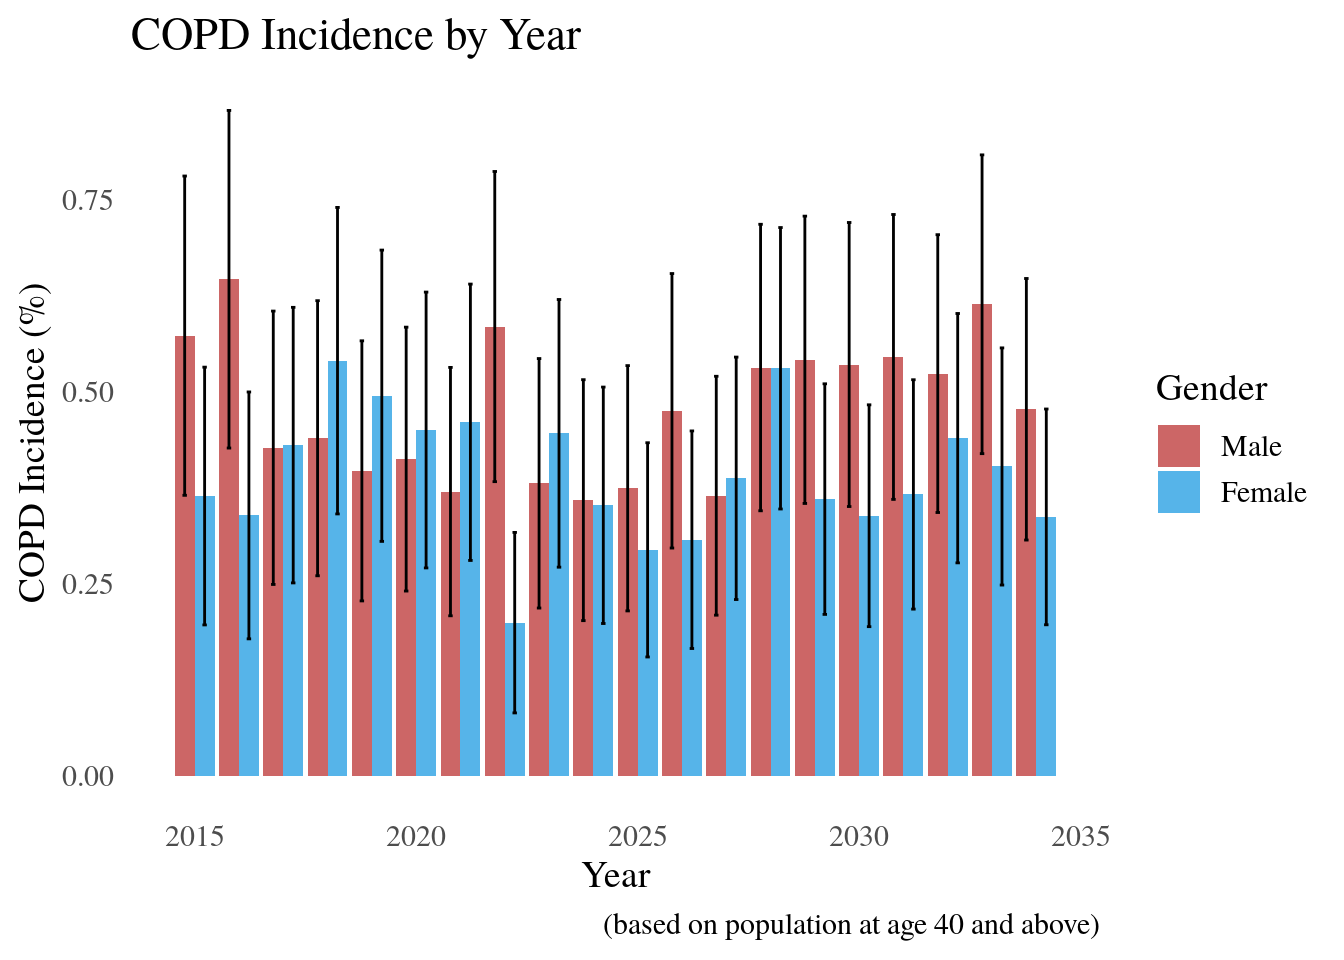 COPD Incidence by Year
COPD Incidence (%)
0.75
0.50
0.25
0.00
2015 2020 2025 2030 2035
Year
(based on population at age 40 and above)
Gender
Male
Female